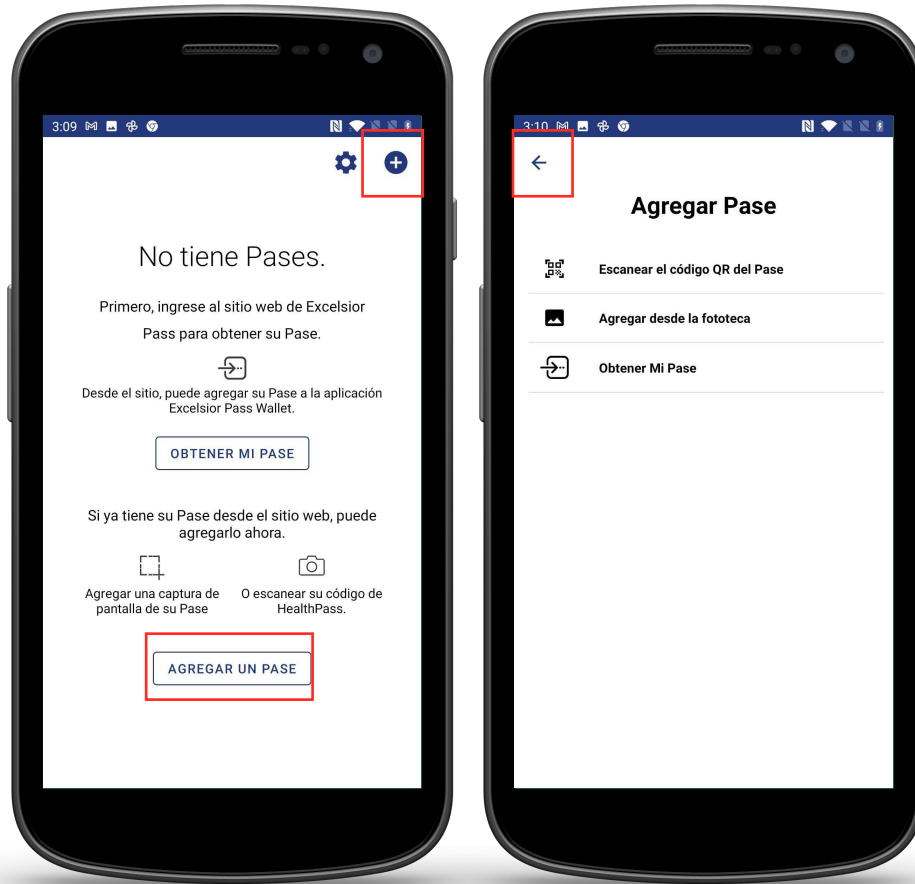 3:09
No tiene Pases.
Primero, ingrese al sitio web de Excelsior
Pass para obtener su Pase.
Desde el sitio, puede agregar su Pase a la aplicación
Excelsior Pass Wallet.
OBTENER MI PASE
Si ya tiene su Pase desde el sitio web, puede
agregarlo ahora.
Agregar una captura de
pantalla de su Pase
O escanear su código de
HealthPass.
AGREGAR UN PASE
3:10
Agregar Pase
Escanear el código QR del Pase
Agregar desde la fototeca
Obtener Mi Pase